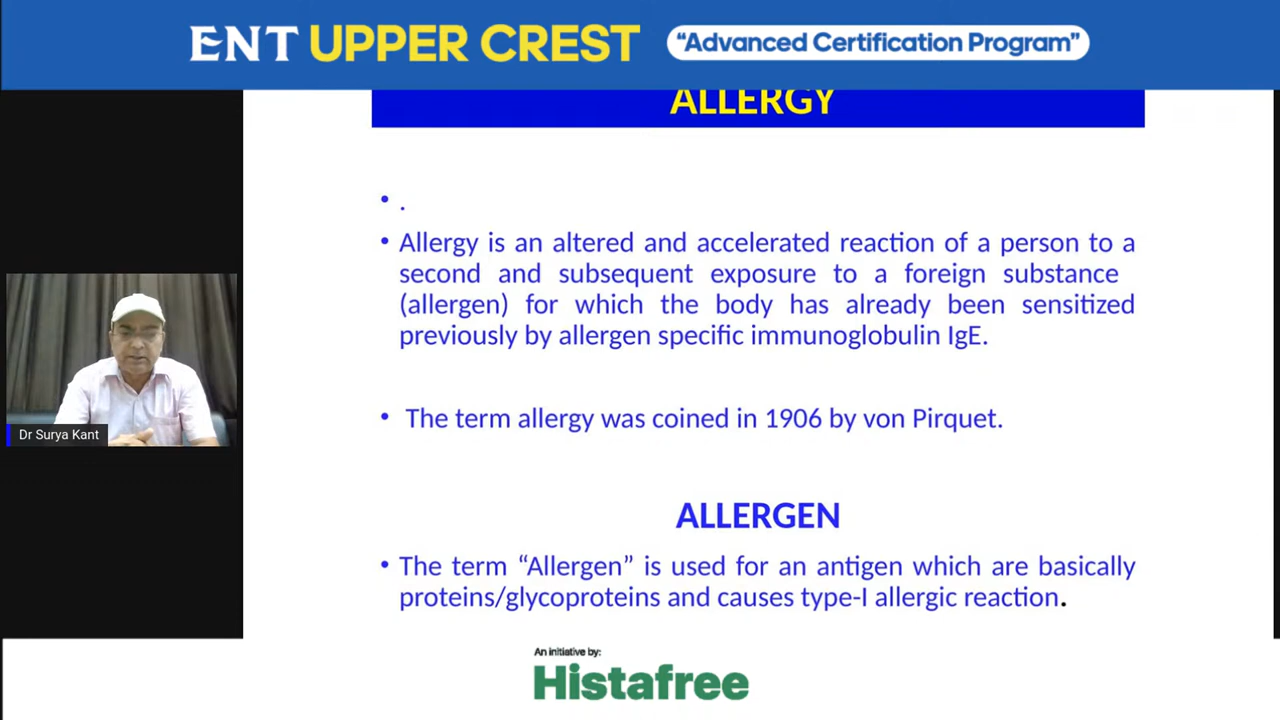 ENT UPPER CREST "Advanced Certification Program"
ALLERGY
• .
• Allergy is an altered and accelerated reaction of a person to a
second and subsequent exposure to a foreign substance
(allergen) for which the body has already been sensitized
previously by allergen specific immunoglobulin IgE.
• The term allergy was coined in 1906 by von Pirquet.
Dr Surya Kant
ALLERGEN
• The term “Allergen” is used for an antigen which are basically
proteins/glycoproteins and causes type-I allergic reaction.
An initiative by:
Histafree